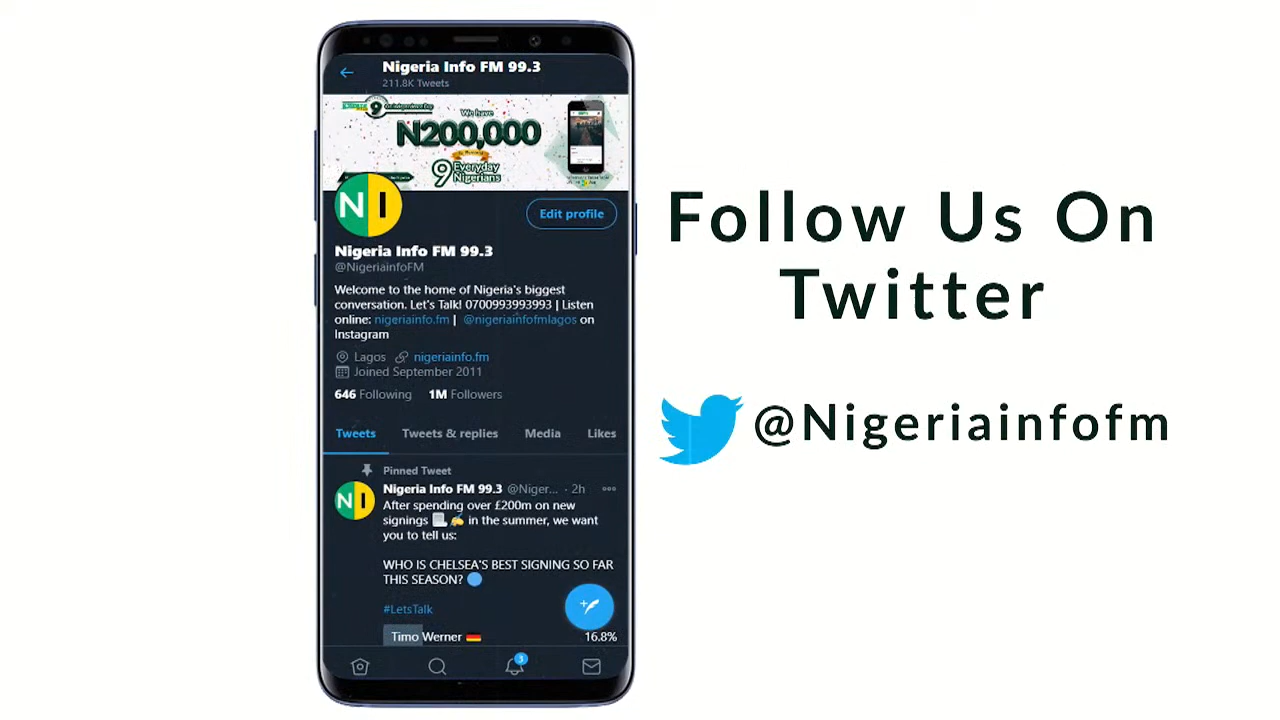 Nigeria Info FM 99.3
211.8K Tweets
We have
N200,000
9 Everyday
Nigerians
NI
Edit profile
Nigeria Info FM 99.3
@NigeriainfoFM
Welcome to the home of Nigeria's biggest
conversation. Let's Talk! 0700993993993 | Listen
online: nigeriainfo.fm | @nigeriainfofmlagos on
Instagram
Lagos nigeriainfo.fm
Joined September 2011
646 Following 1M Followers
Tweets Tweets & replies Media Likes
Pinned Tweet
NI
Nigeria Info FM 99.3 @Niger... · 2h
After spending over £200m on new
signings 📃✍️ in the summer, we want
you to tell us:
WHO IS CHELSEA'S BEST SIGNING SO FAR
THIS SEASON? 🔵
#LetsTalk
Timo Werner 🇩🇪 16.8%
3
Follow Us On
Twitter
@Nigeriainfofm